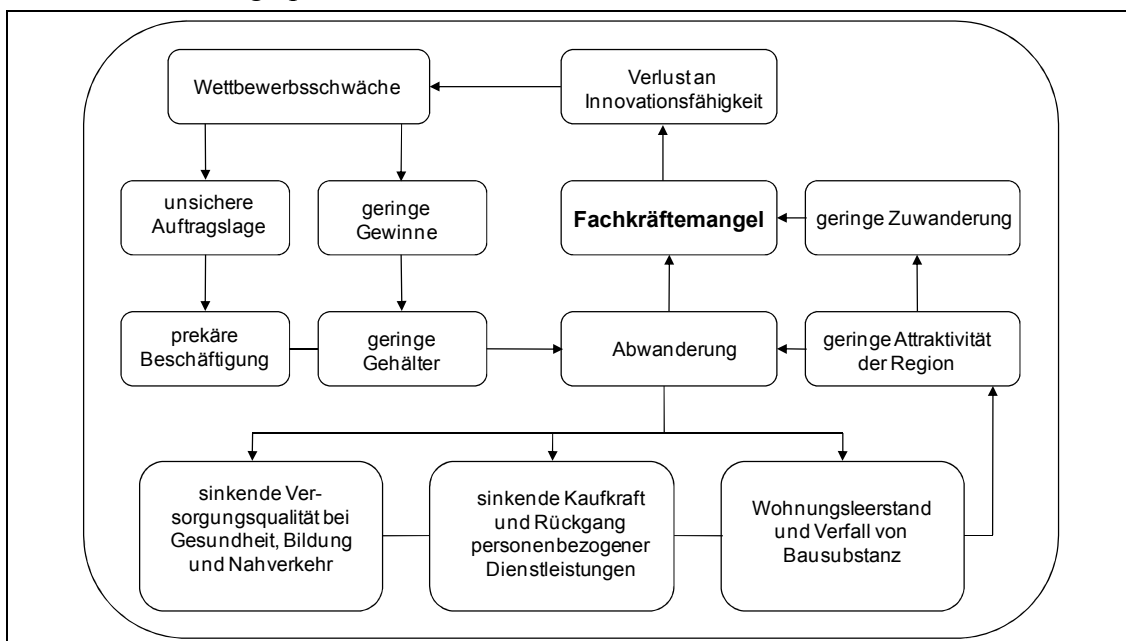 Wettbewerbsschwäche
Verlust an
Innovationsfähigkeit
unsichere
Auftragslage
geringe
Gewinne
Fachkräftemangel
geringe Zuwanderung
prekäre
Beschäftigung
geringe
Gehälter
Abwanderung
geringe Attraktivität
der Region
sinkende Ver-
sorgungsqualität bei
Gesundheit, Bildung
und Nahverkehr
sinkende Kaufkraft
und Rückgang
personenbezogener
Dienstleistungen
Wohnungsleerstand
und Verfall von
Bausubstanz